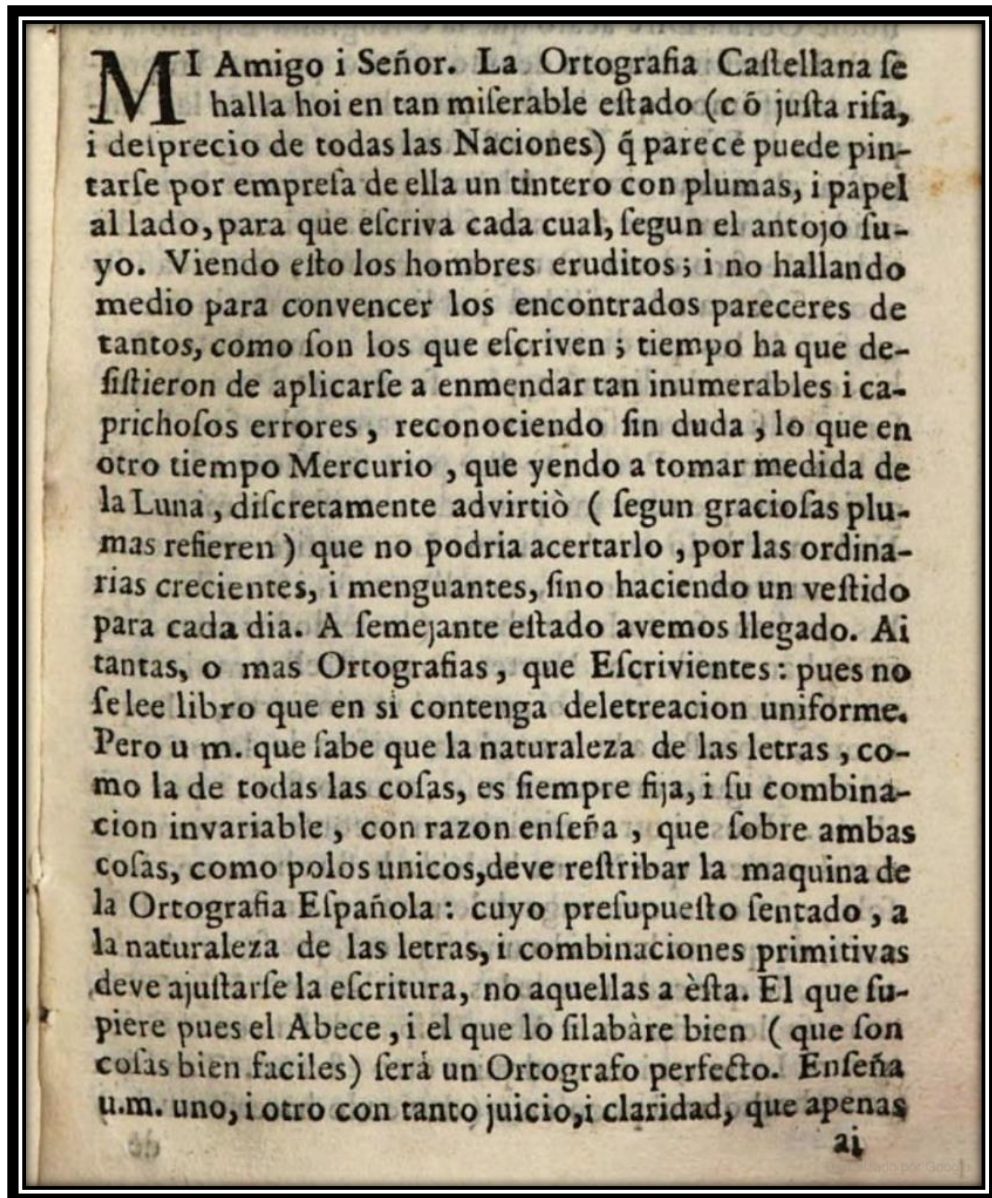 MI Amigo i Señor. La Ortografia Caſtellana ſe
halla hoi en tan miſerable eſtado (cō juſta riſa,
i deſprecio de todas las Naciones) q̄ parece puede pin-
tarſe por empreſa de ella un tintero con plumas, i papel
al lado, para que eſcriva cada cual, ſegun el antojo ſu-
yo. Viendo eſto los hombres eruditos; i no hallando
medio para convencer los encontrados pareceres de
tantos, como ſon los que eſcriven; tiempo ha que de-
ſiſtieron de aplicarſe a enmendar tan inumerables i ca-
prichoſos errores, reconociendo ſin duda, lo que en
otro tiempo Mercurio, que yendo a tomar medida de
la Luna, diſcretamente advirtiò (ſegun gracioſas plu-
mas refieren) que no podria acertarlo, por las ordina-
rias crecientes, i menguantes, ſino haciendo un veſtido
para cada dia. A ſemejante eſtado avemos llegado. Ai
tantas, o mas Ortografias, que Eſcrivientes: pues no
ſe lee libro que en si contenga deletreacion uniforme.
Pero u m. que ſabe que la naturaleza de las letras, co-
mo la de todas las coſas, es ſiempre fija, i ſu combina-
cion invariable, con razon enſeña, que ſobre ambas
coſas, como polos unicos, deve reſtribar la maquina de
la Ortografia Eſpañola: cuyo preſupueſto ſentado, a
la naturaleza de las letras, i combinaciones primitivas
deve ajuſtarſe la eſcritura, no aquellas a èſta. El que ſu-
piere pues el Abece, i el que lo ſilabàre bien (que ſon
coſas bien faciles) ſerá un Ortografo perfecto. Enſeña
u.m. uno, i otro con tanto juicio, i claridad, que apenas
ai